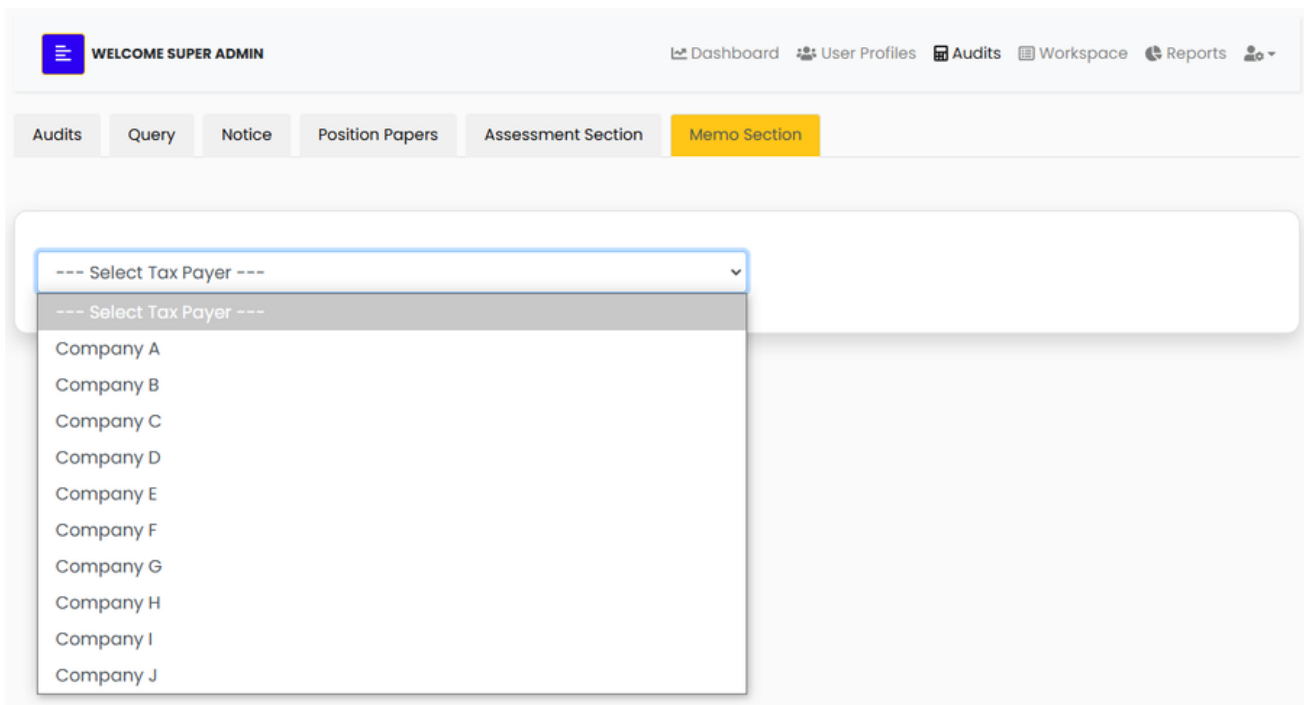 WELCOME SUPER ADMIN Dashboard User Profiles Audits Workspace Reports
Audits Query Notice Position Papers Assessment Section Memo Section
--- Select Tax Payer ---
--- Select Tax Payer ---
Company A
Company B
Company C
Company D
Company E
Company F
Company G
Company H
Company I
Company J